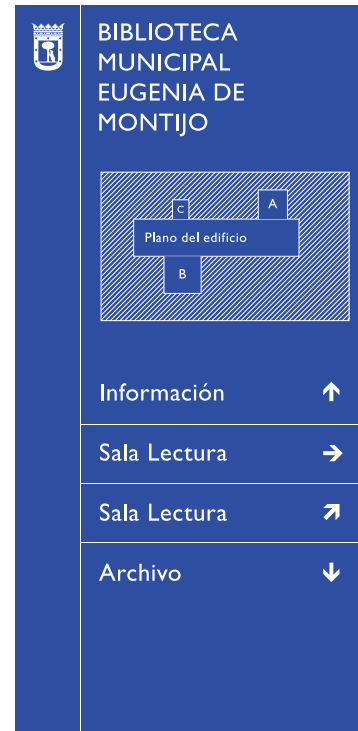 BIBLIOTECA
MUNICIPAL
EUGENIA DE
MONTIJO
C
A
Plano del edificio
B
Información ↑
Sala Lectura →
Sala Lectura ↗
Archivo ↓